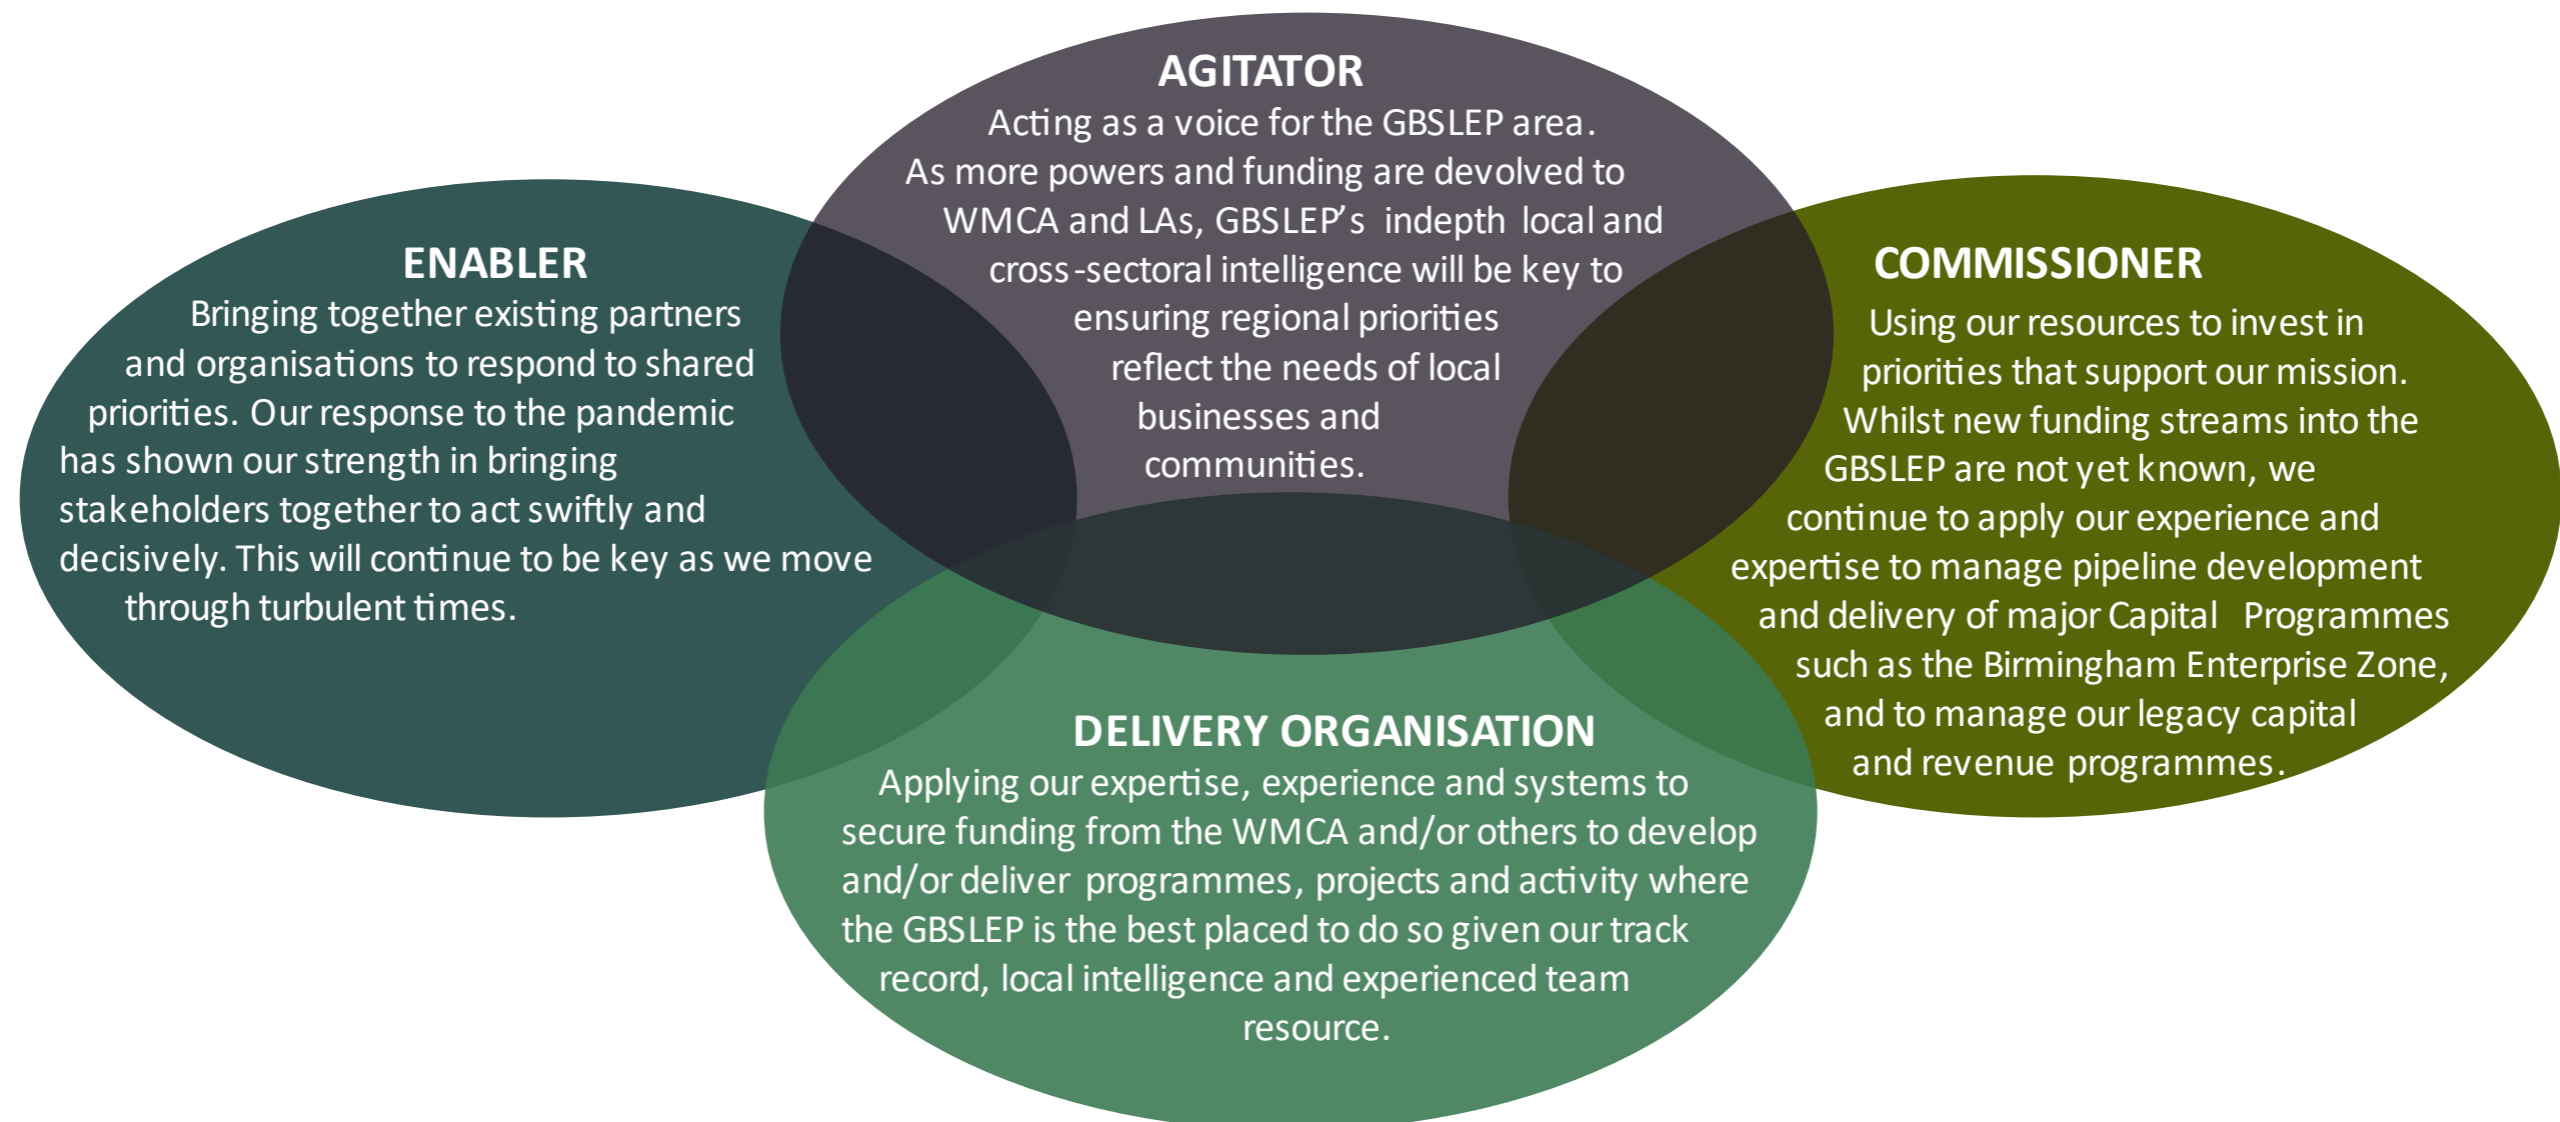 AGITATOR
Acting as a voice for the GBSLEP area.
As more powers and funding are devolved to
WMCA and LAs, GBSLEP’s indepth local and
cross-sectoral intelligence will be key to
ensuring regional priorities
reflect the needs of local
businesses and
communities.
ENABLER
Bringing together existing partners
and organisations to respond to shared
priorities. Our response to the pandemic
has shown our strength in bringing
stakeholders together to act swiftly and
decisively. This will continue to be key as we move
through turbulent times.
COMMISSIONER
Using our resources to invest in
priorities that support our mission.
Whilst new funding streams into the
GBSLEP are not yet known, we
continue to apply our experience and
expertise to manage pipeline development
and delivery of major Capital Programmes
such as the Birmingham Enterprise Zone,
and to manage our legacy capital
and revenue programmes.
DELIVERY ORGANISATION
Applying our expertise, experience and systems to
secure funding from the WMCA and/or others to develop
and/or deliver programmes, projects and activity where
the GBSLEP is the best placed to do so given our track
record, local intelligence and experienced team
resource.